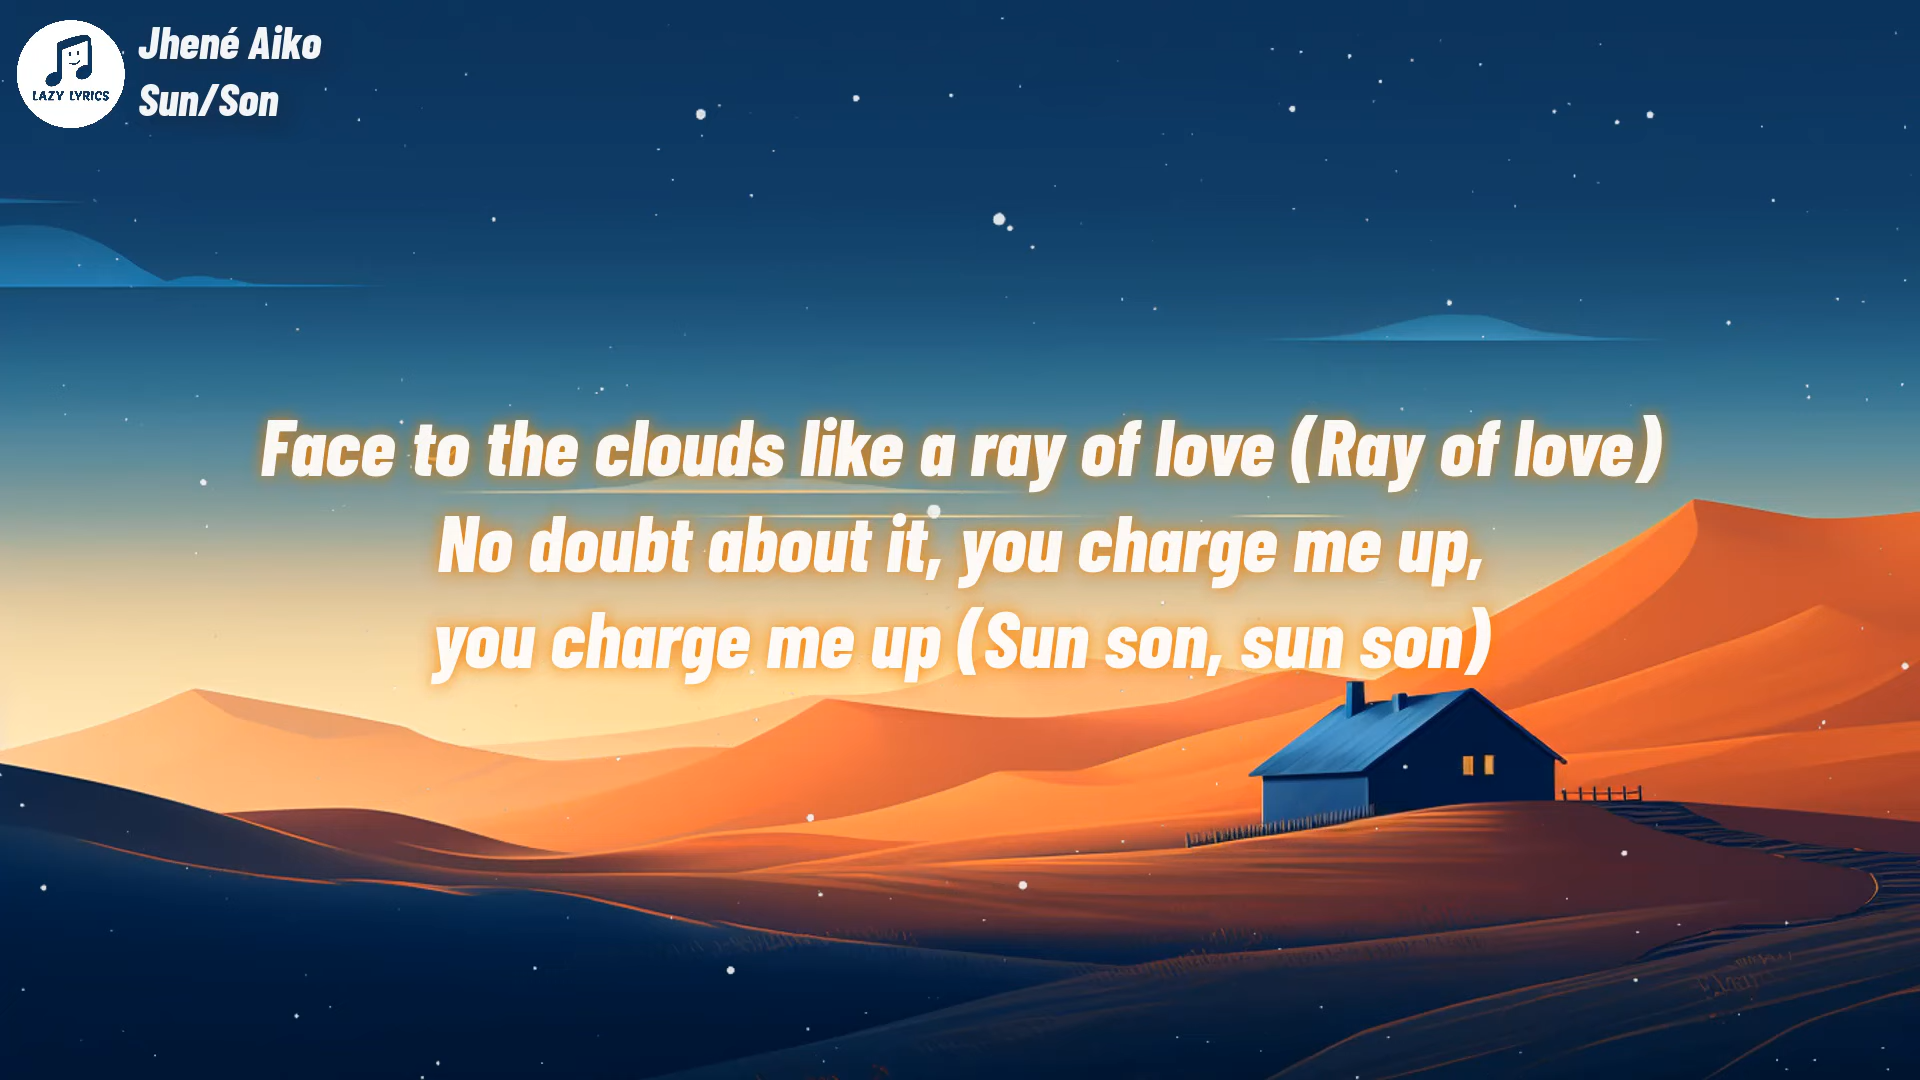 Jhené Aiko
Sun/Son
LAZY LYRICS
Face to the clouds like a ray of love (Ray of love)
No doubt about it, you charge me up,
you charge me up (Sun son, sun son)